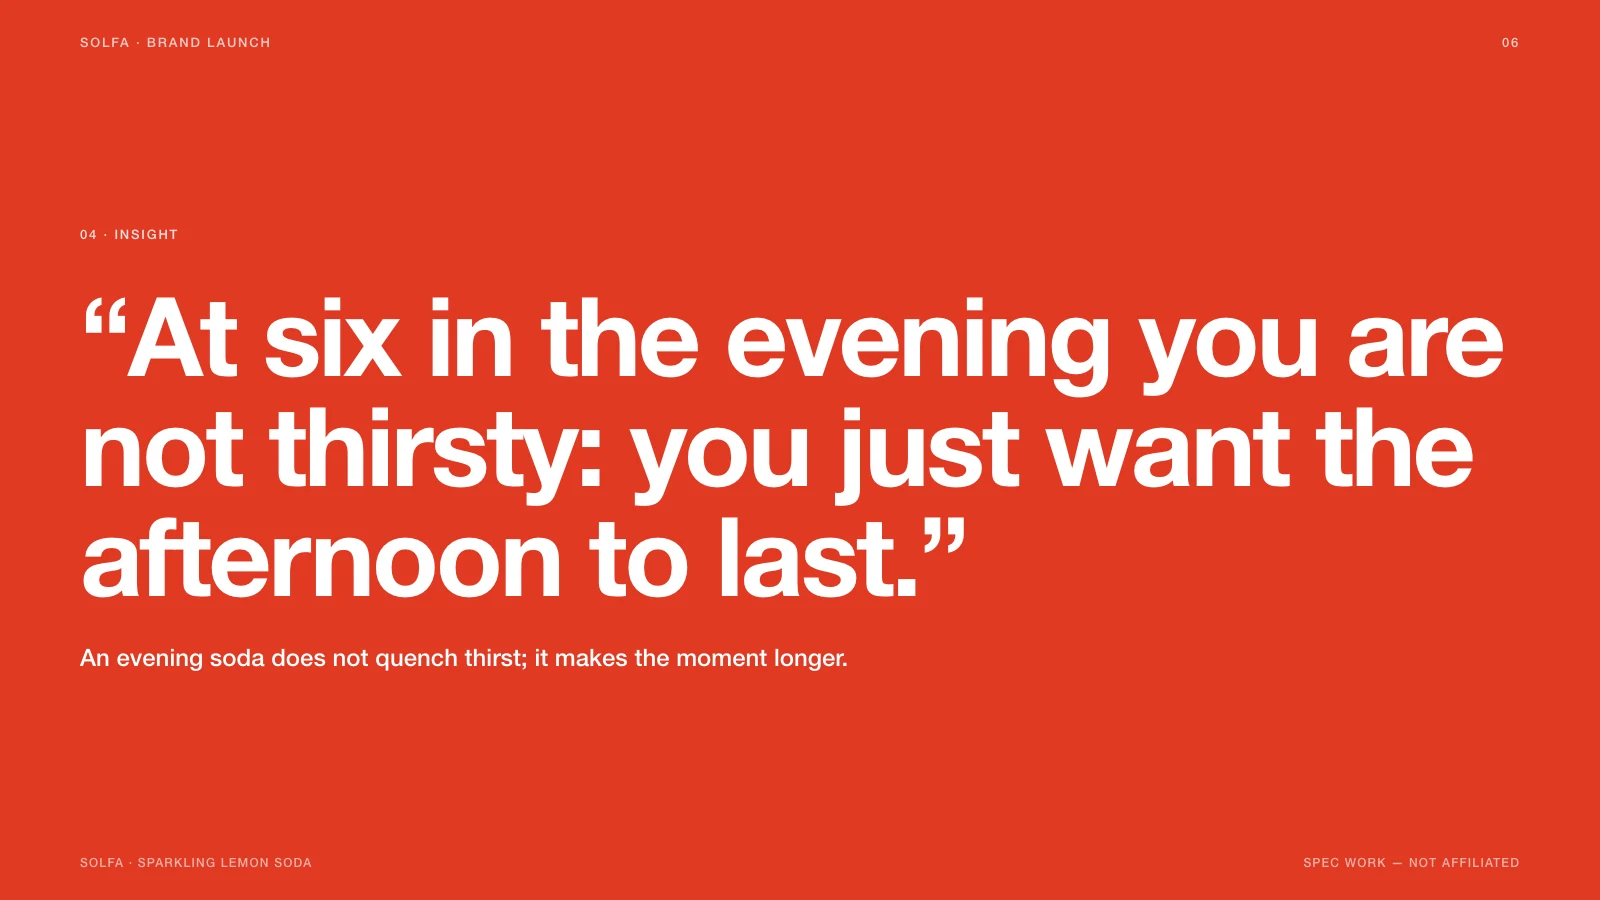 SOLFA · BRAND LAUNCH
06
04 · INSIGHT
“At six in the evening you are
not thirsty: you just want the
afternoon to last.”
An evening soda does not quench thirst; it makes the moment longer.
SOLFA · SPARKLING LEMON SODA
SPEC WORK — NOT AFFILIATED